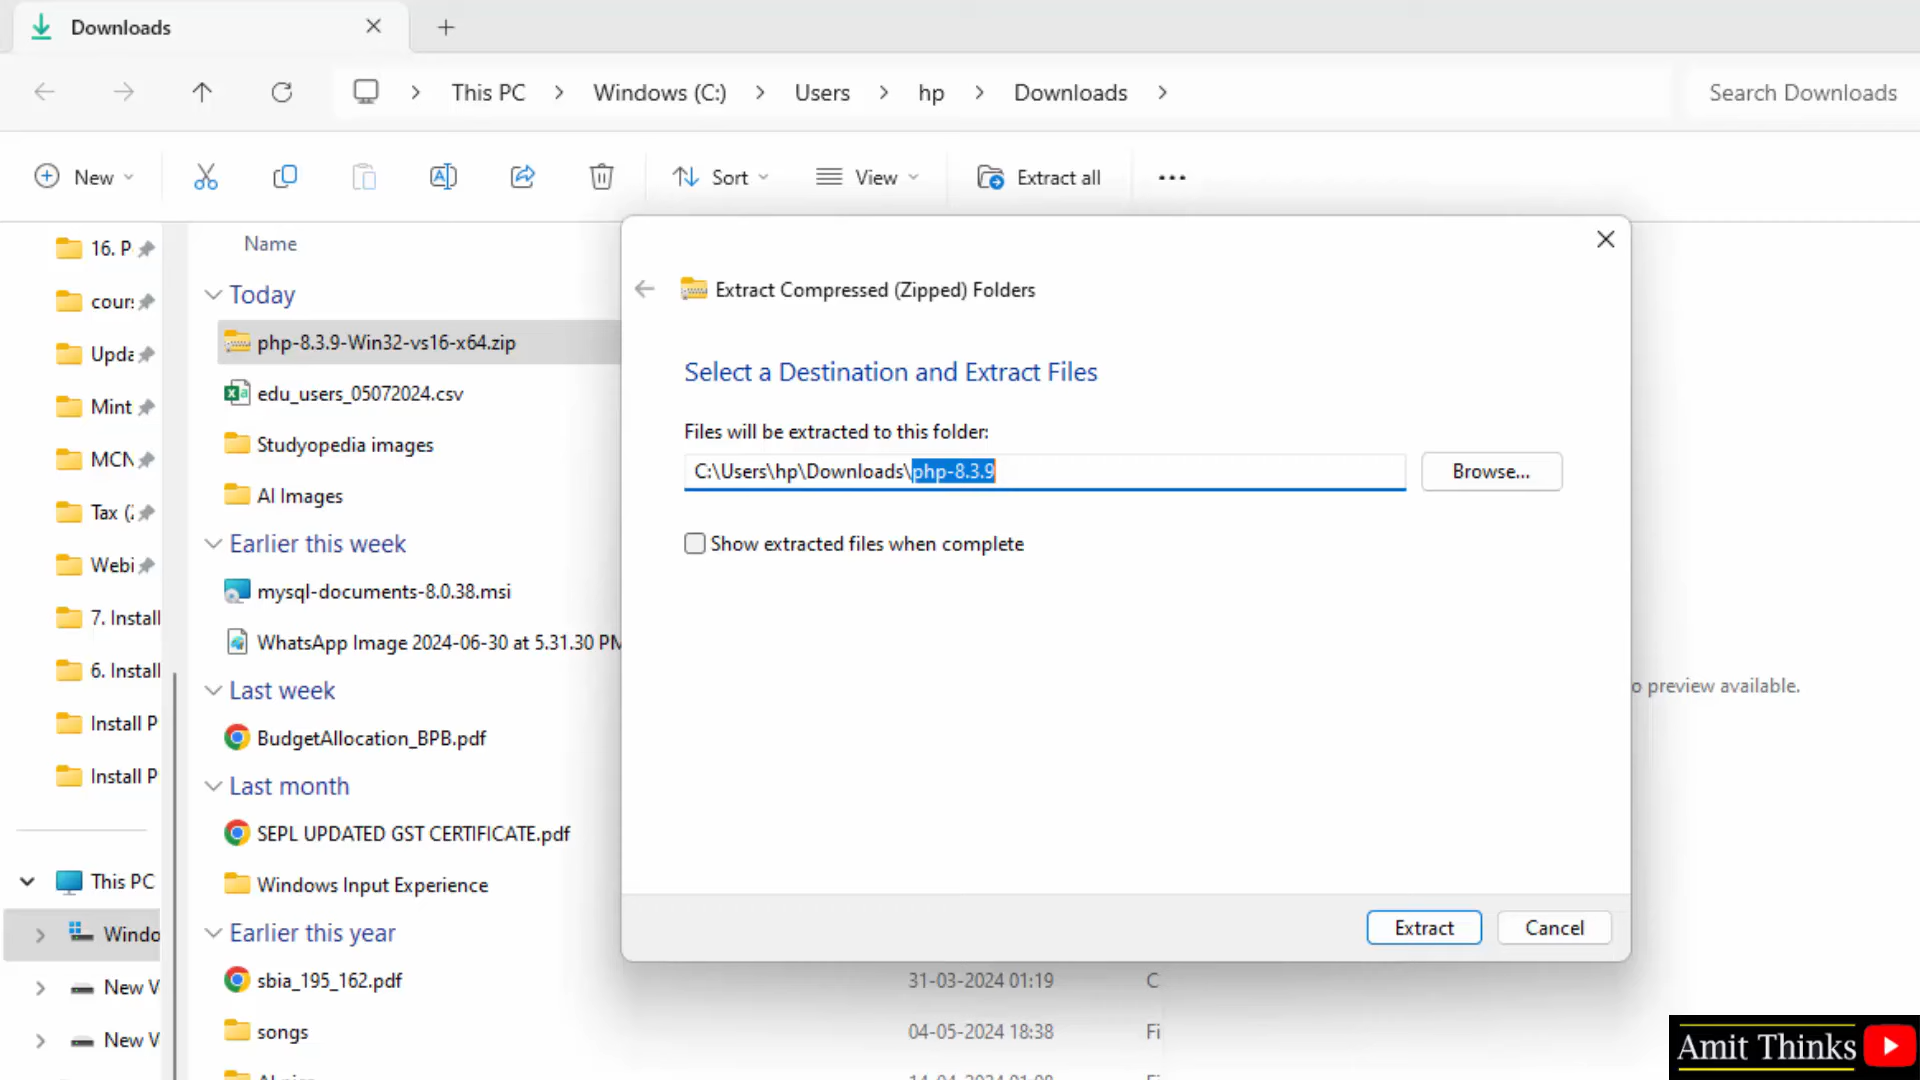 Downloads
This PC > Windows (C:) > Users > hp > Downloads >
Search Downloads
New
Sort
View
Extract all
16. P
cour
Upda
Mint
MCN
Tax (
Webi
7. Install
6. Install
Install P
Install P
This PC
Windo
New V
New V
Name
Today
php-8.3.9-Win32-vs16-x64.zip
edu_users_05072024.csv
Studyopedia images
AI Images
Earlier this week
mysql-documents-8.0.38.msi
WhatsApp Image 2024-06-30 at 5.31.30 PM
Last week
BudgetAllocation_BPB.pdf
Last month
SEPL UPDATED GST CERTIFICATE.pdf
Windows Input Experience
Earlier this year
sbia_195_162.pdf
31-03-2024 01:19
C
songs
04-05-2024 18:38
Fi
Extract Compressed (Zipped) Folders
Select a Destination and Extract Files
Files will be extracted to this folder:
C:\Users\hp\Downloads\php-8.3.9
Browse...
Show extracted files when complete
Extract
Cancel
o preview available.
Amit Thinks